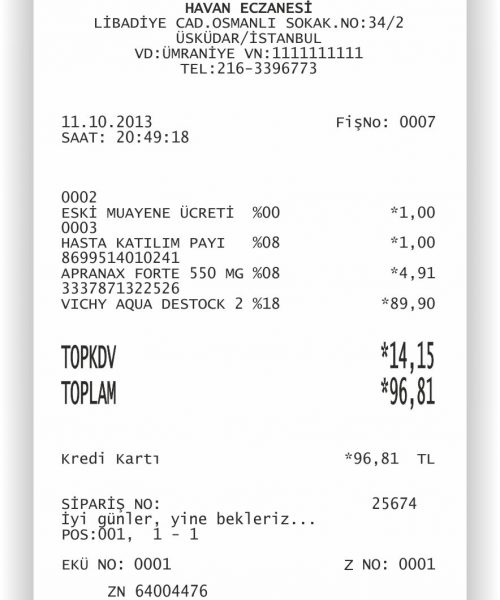 HAVAN ECZANESİ
LİBADİYE CAD.OSMANLI SOKAK.NO:34/2
ÜSKÜDAR/İSTANBUL
VD:ÜMRANİYE VN:1111111111
TEL:216-3396773
11.10.2013 FişNo: 0007
SAAT: 20:49:18
0002
ESKİ MUAYENE ÜCRETİ %00 *1,00
0003
HASTA KATILIM PAYI %08 *1,00
8699514010241
APRANAX FORTE 550 MG %08 *4,91
3337871322526
VICHY AQUA DESTOCK 2 %18 *89,90
TOPKDV *14,15
TOPLAM *96,81
Kredi Kartı *96,81 TL
SİPARİŞ NO: 25674
İyi günler, yine bekleriz...
POS:001, 1 - 1
EKÜ NO: 0001 Z NO: 0001
ZN 64004476